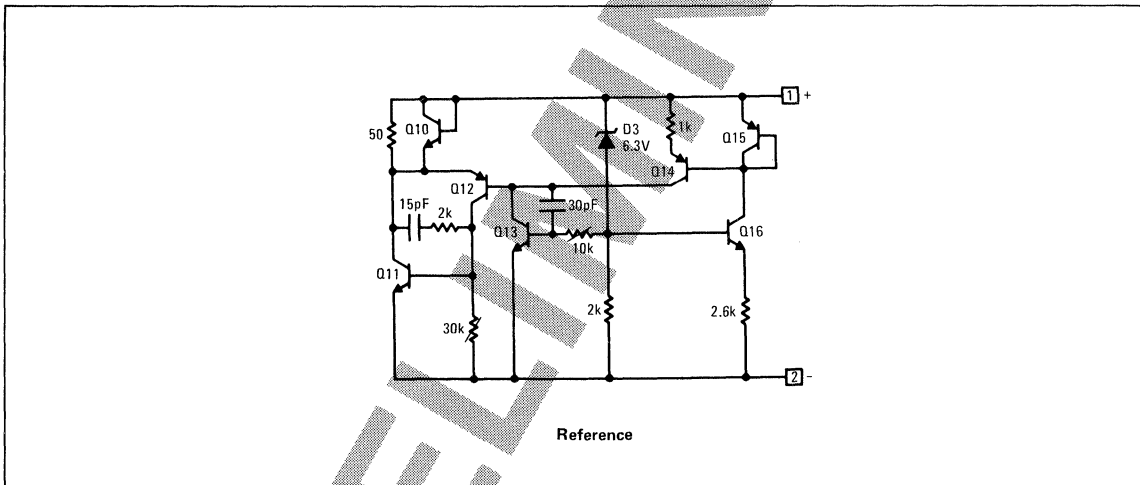 1 +
Q10
50
D3
6.3V
1k
Q15
Q14
Q12
15pF
2k
30pF
Q13
10k
Q16
Q11
30k
2k
2.6k
2 -
Reference